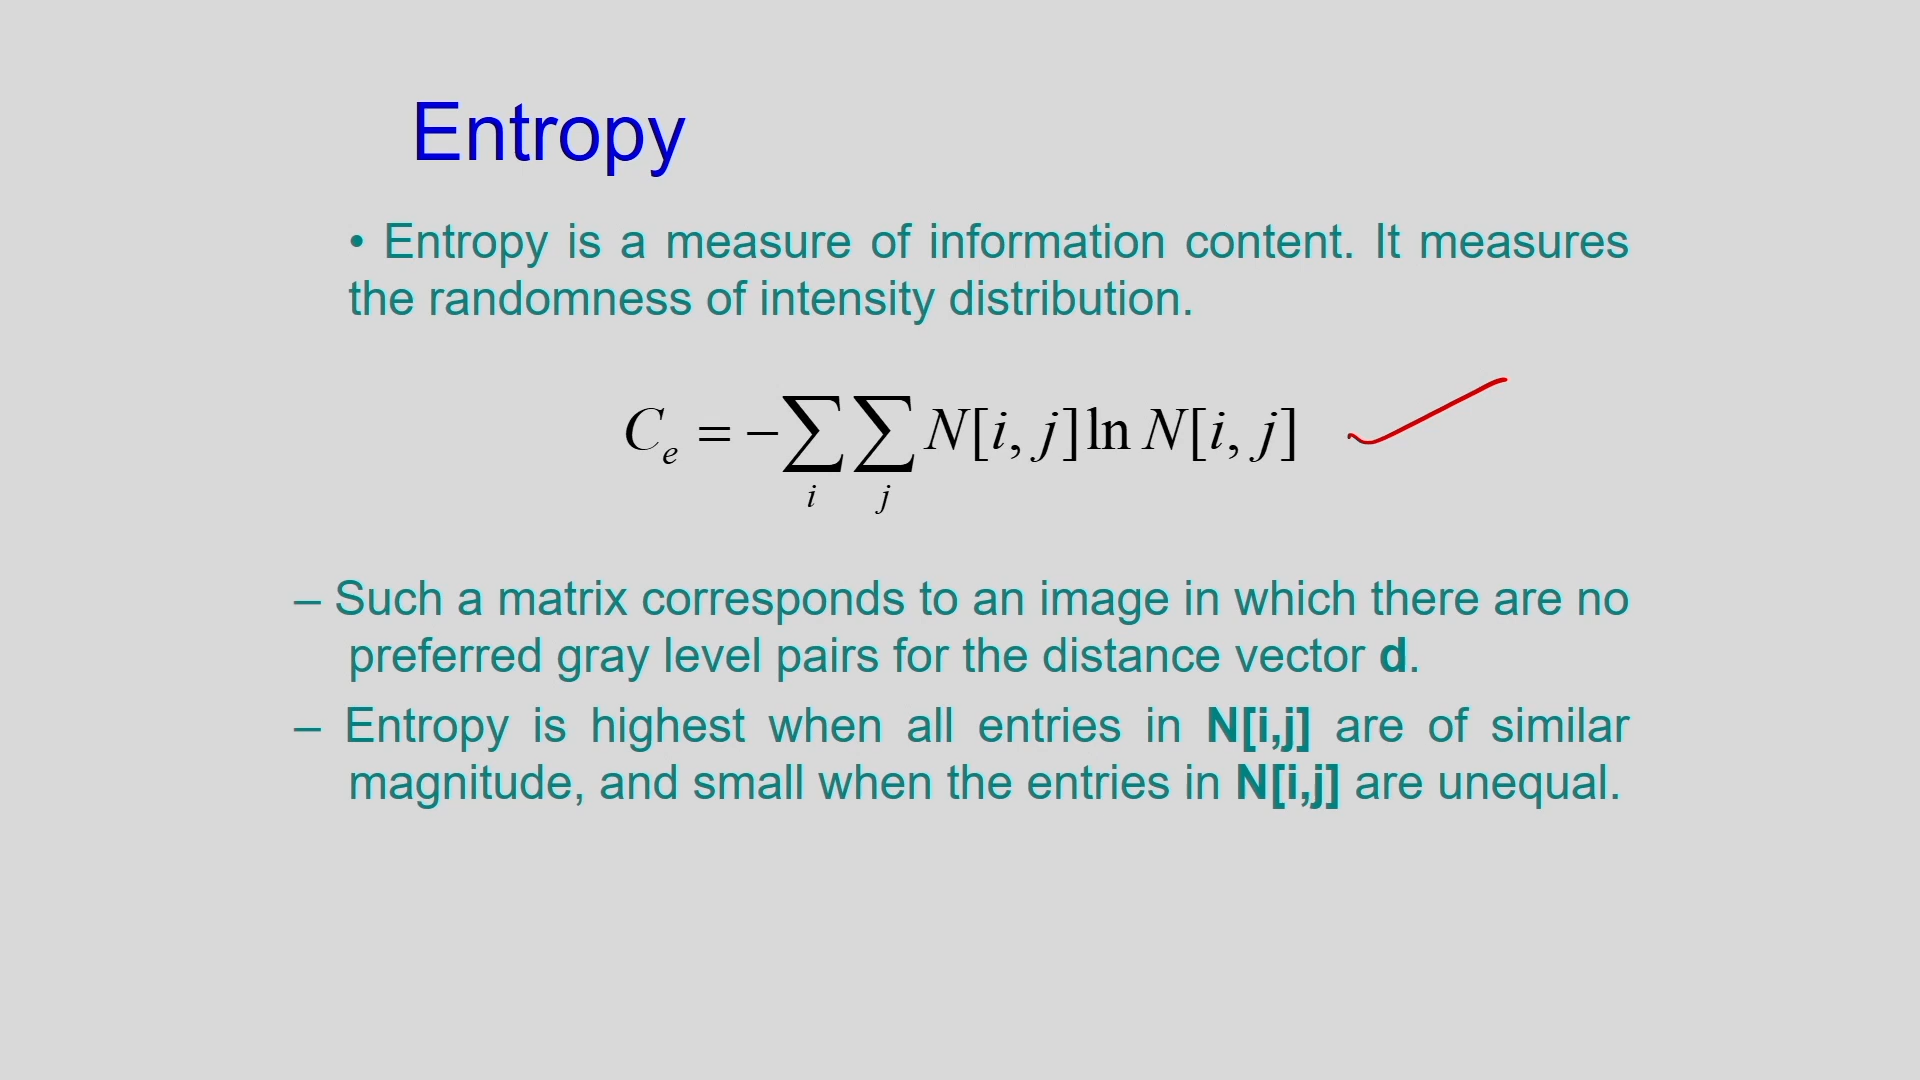 Entropy
• Entropy is a measure of information content. It measures
the randomness of intensity distribution.
C_e = −∑_i ∑_j N[i, j] ln N[i, j]
– Such a matrix corresponds to an image in which there are no
preferred gray level pairs for the distance vector d.
– Entropy is highest when all entries in N[i,j] are of similar
magnitude, and small when the entries in N[i,j] are unequal.